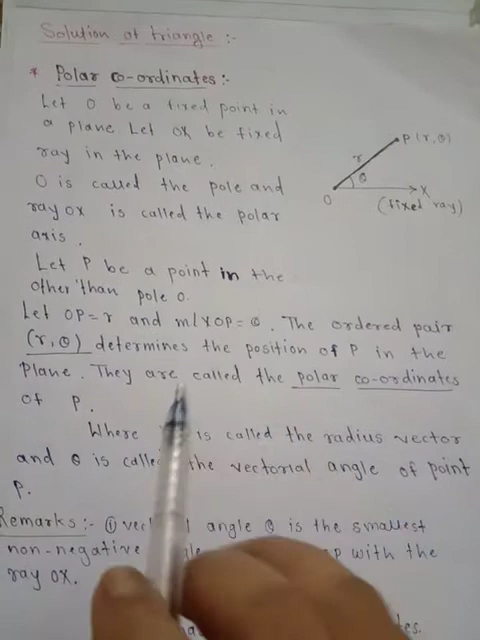 Solution of triangle :-
* Polar co-ordinates :-
Let O be a fixed point in
a plane. Let OX be fixed
ray in the plane.
O is called the pole and
ray OX is called the polar
axis.
Let P be a point in the
other than pole O.
Let OP = r and m∠XOP = θ. The ordered pair
(r, θ) determines the position of P in the
plane. They are called the polar co-ordinates
of P.
Where is called the radius vector
and θ is called the vectorial angle of point
P.
Remarks :- ① angle θ is the smallest
non-negative with the
ray OX.
P (r, θ)
r
θ
O
X
(fixed ray)